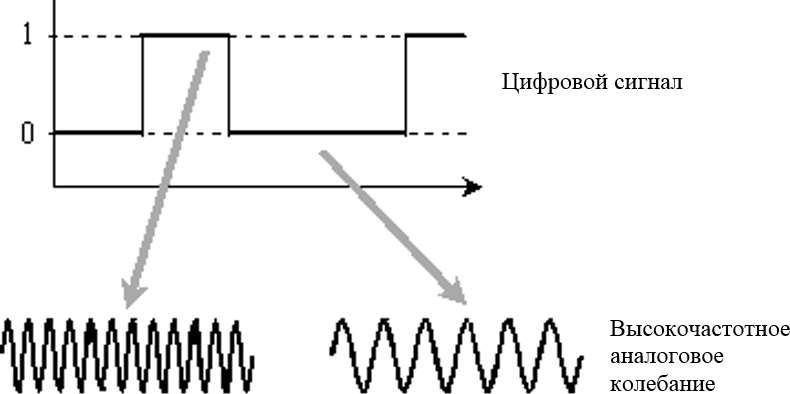 1
Цифровой сигнал
0
Высокочастотное
аналоговое
колебание